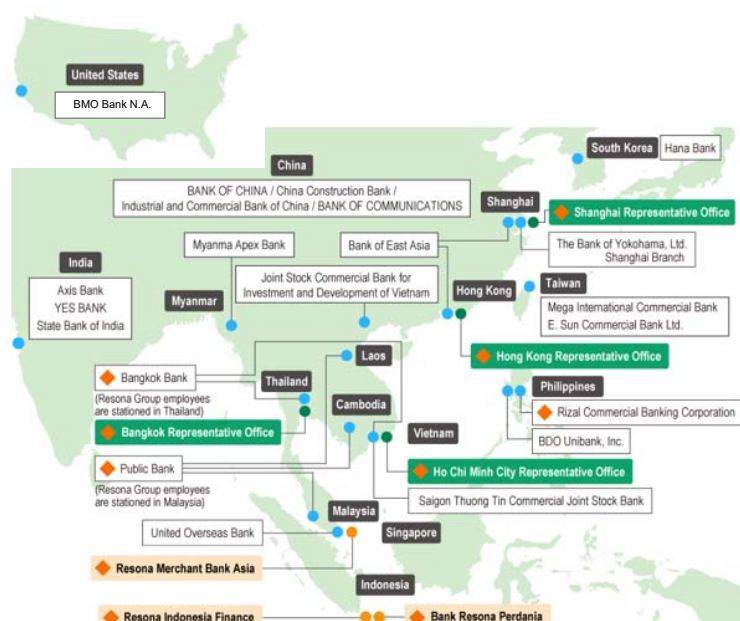 United States
BMO Bank N.A.
South Korea
Hana Bank
China
BANK OF CHINA / China Construction Bank /
Industrial and Commercial Bank of China / BANK OF COMMUNICATIONS
Shanghai
Shanghai Representative Office
The Bank of Yokohama, Ltd.
Shanghai Branch
India
Axis Bank
YES BANK
State Bank of India
Myanma Apex Bank
Myanmar
Bank of East Asia
Joint Stock Commercial Bank for
Investment and Development of Vietnam
Hong Kong
Taiwan
Mega International Commercial Bank
E. Sun Commercial Bank Ltd.
Hong Kong Representative Office
Laos
Bangkok Bank
(Resona Group employees
are stationed in Thailand)
Thailand
Bangkok Representative Office
Cambodia
Philippines
Rizal Commercial Banking Corporation
BDO Unibank, Inc.
Vietnam
Ho Chi Minh City Representative Office
Saigon Thuong Tin Commercial Joint Stock Bank
Public Bank
(Resona Group employees
are stationed in Malaysia)
Malaysia
United Overseas Bank
Singapore
Resona Merchant Bank Asia
Indonesia
Resona Indonesia Finance
Bank Resona Perdania